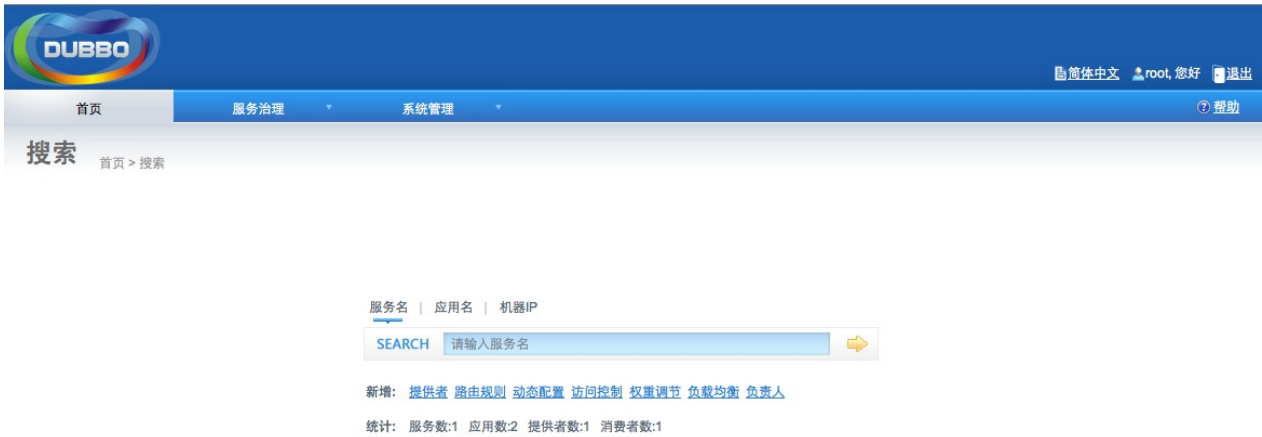 DUBBO
简体中文 root, 您好 退出
首页 服务治理 系统管理 帮助
搜索 首页 > 搜索
服务名 | 应用名 | 机器IP
SEARCH 请输入服务名
新增: 提供者 路由规则 动态配置 访问控制 权重调节 负载均衡 负责人
统计: 服务数:1 应用数:2 提供者数:1 消费者数:1